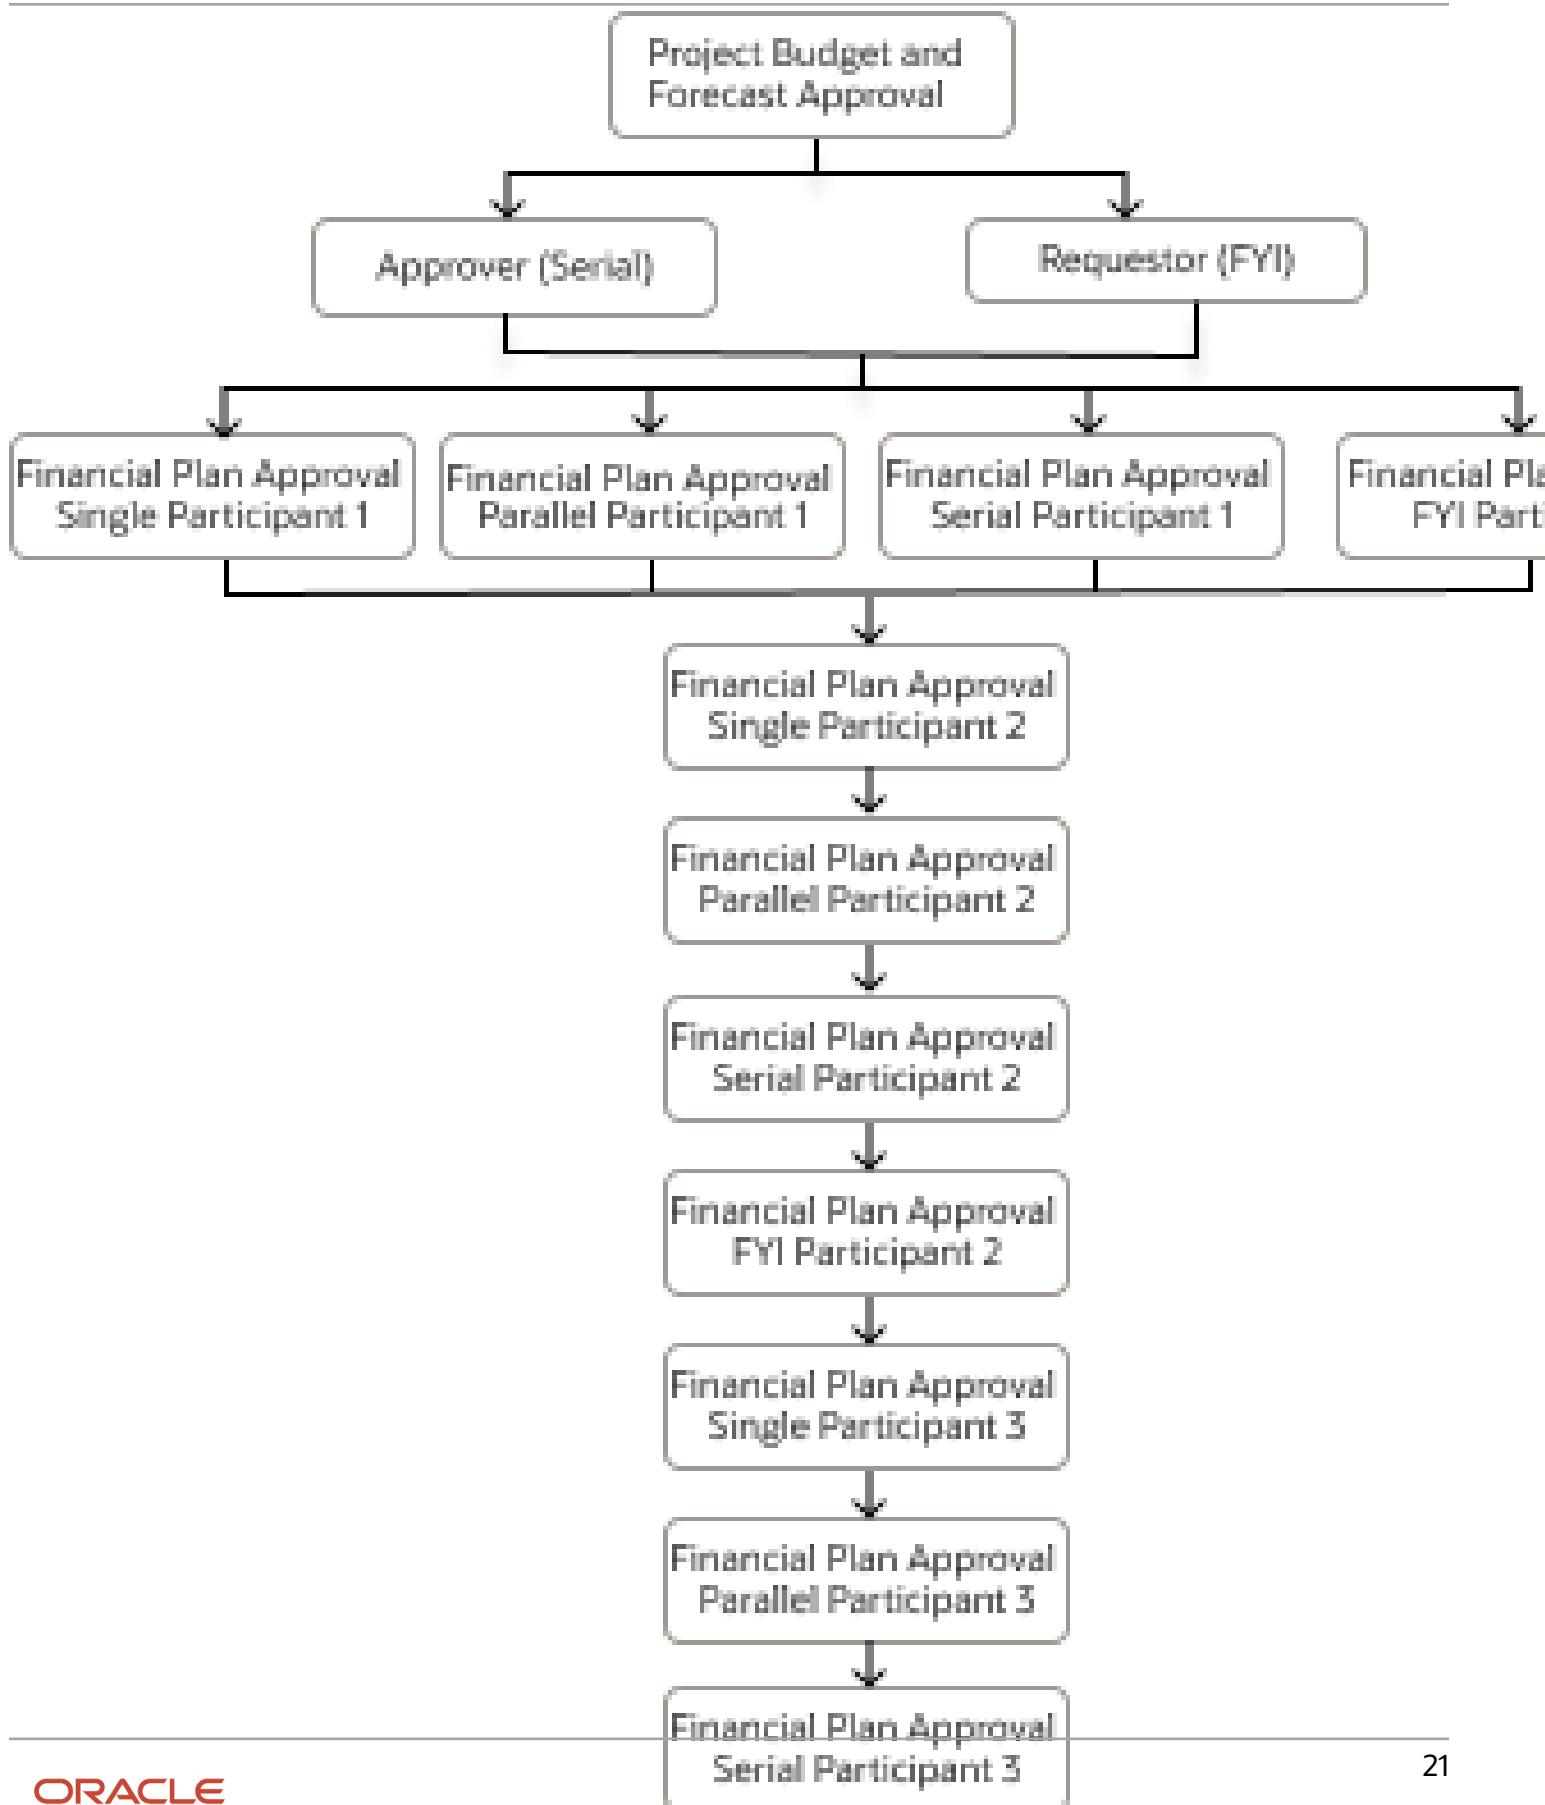 Project Budget and
Forecast Approval
Approver (Serial)
Requestor (FYI)
Financial Plan Approval
Single Participant 1
Financial Plan Approval
Parallel Participant 1
Financial Plan Approval
Serial Participant 1
Financial
FYI
Financial Plan Approval
Single Participant 2
Financial Plan Approval
Parallel Participant 2
Financial Plan Approval
Serial Participant 2
Financial Plan Approval
FYI Participant 2
Financial Plan Approval
Single Participant 3
Financial Plan Approval
Parallel Participant 3
Financial Plan Approval
Serial Participant 3
ORACLE
21